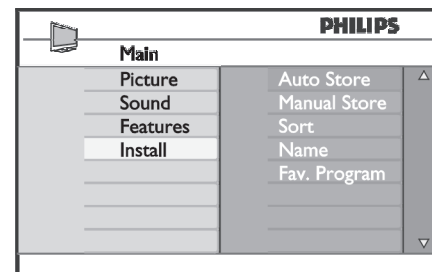 PHILIPS
Main
Picture
Sound
Features
Install
Auto Store
Manual Store
Sort
Name
Fav. Program